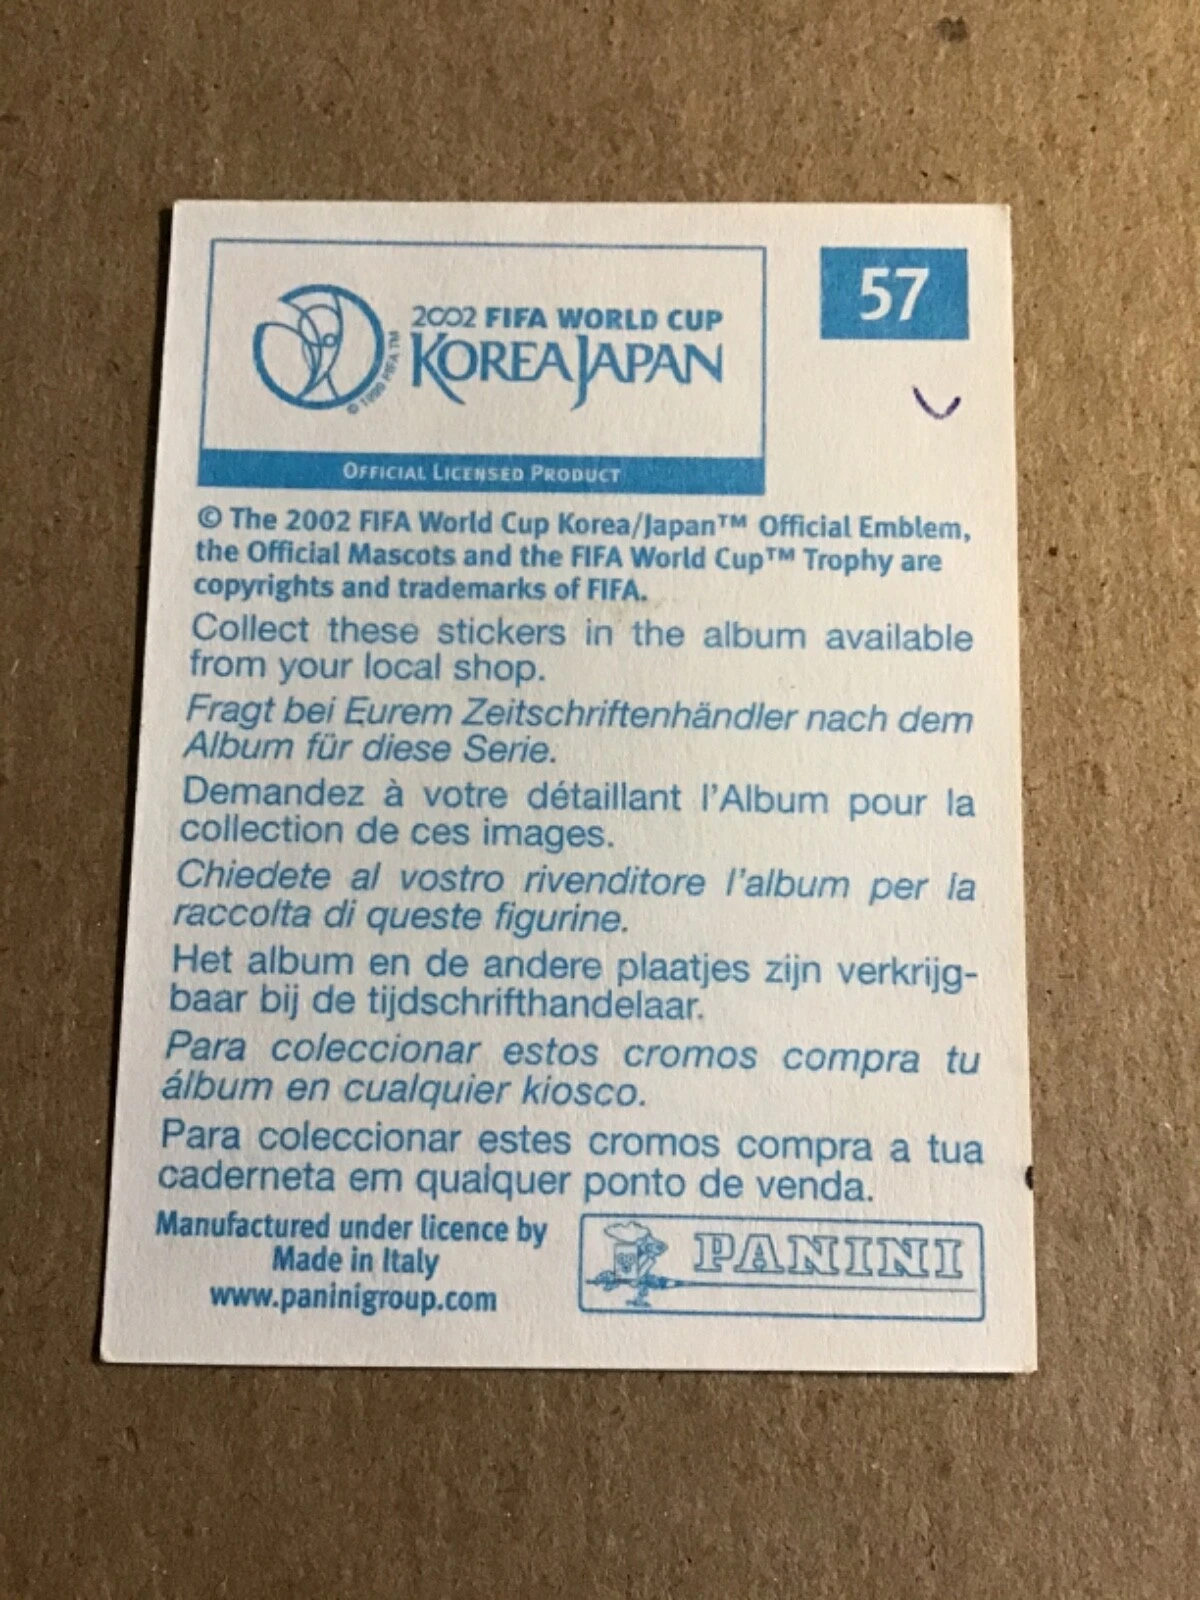 2002 FIFA WORLD CUP
KOREA JAPAN
© 1999 FIFA TM
OFFICIAL LICENSED PRODUCT
57
© The 2002 FIFA World Cup Korea/Japan™ Official Emblem,
the Official Mascots and the FIFA World Cup™ Trophy are
copyrights and trademarks of FIFA.
Collect these stickers in the album available
from your local shop.
Fragt bei Eurem Zeitschriftenhändler nach dem
Album für diese Serie.
Demandez à votre détaillant l'Album pour la
collection de ces images.
Chiedete al vostro rivenditore l'album per la
raccolta di queste figurine.
Het album en de andere plaatjes zijn verkrijg-
baar bij de tijdschrifthandelaar.
Para coleccionar estos cromos compra tu
álbum en cualquier kiosco.
Para coleccionar estes cromos compra a tua
caderneta em qualquer ponto de venda.
Manufactured under licence by
Made in Italy
www.paninigroup.com
PANINI